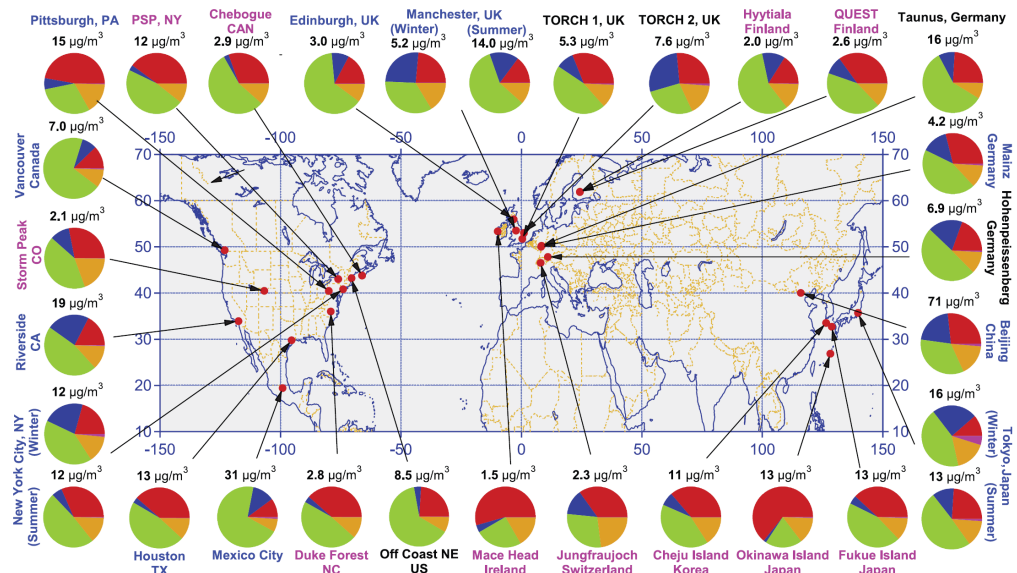 Pittsburgh, PA
15 µg/m³
PSP, NY
12 µg/m³
Chebogue
CAN
2.9 µg/m³
Edinburgh, UK
3.0 µg/m³
Manchester, UK
(Winter)
(Summer)
5.2 µg/m³
14.0 µg/m³
TORCH 1, UK
5.3 µg/m³
TORCH 2, UK
7.6 µg/m³
Hyytiala
Finland
2.0 µg/m³
QUEST
Finland
2.6 µg/m³
Taunus, Germany
16 µg/m³
Vancouver
Canada
7.0 µg/m³
Storm Peak
CO
2.1 µg/m³
Riverside
CA
19 µg/m³
New York City, NY
(Winter)
12 µg/m³
(Summer)
12 µg/m³
-150
-100
-50
0
50
100
150
70
60
50
40
30
20
10
70
60
50
40
30
20
10
-150
-100
-50
0
50
100
150
4.2 µg/m³
Mainz
Germany
6.9 µg/m³
Hohenpeissenberg
Germany
71 µg/m³
Beijing
China
16 µg/m³
Tokyo, Japan
(Winter)
(Summer)
13 µg/m³
13 µg/m³
Houston
TX
31 µg/m³
Mexico City
2.8 µg/m³
Duke Forest
NC
8.5 µg/m³
Off Coast NE
US
1.5 µg/m³
Mace Head
Ireland
2.3 µg/m³
Jungfraujoch
Switzerland
11 µg/m³
Cheju Island
Korea
13 µg/m³
Okinawa Island
Japan
13 µg/m³
Fukue Island
Japan